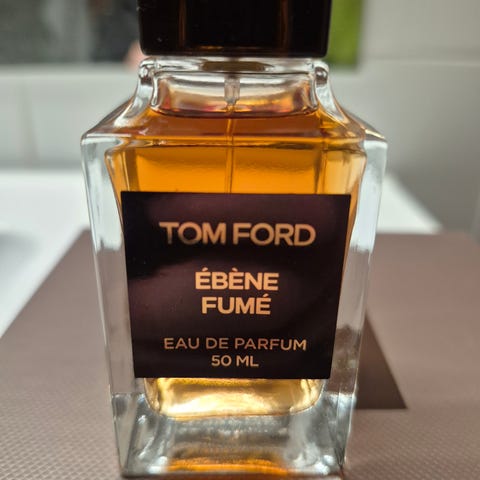 TOM FORD
ÉBÈNE
FUMÉ
EAU DE PARFUM
50 ML